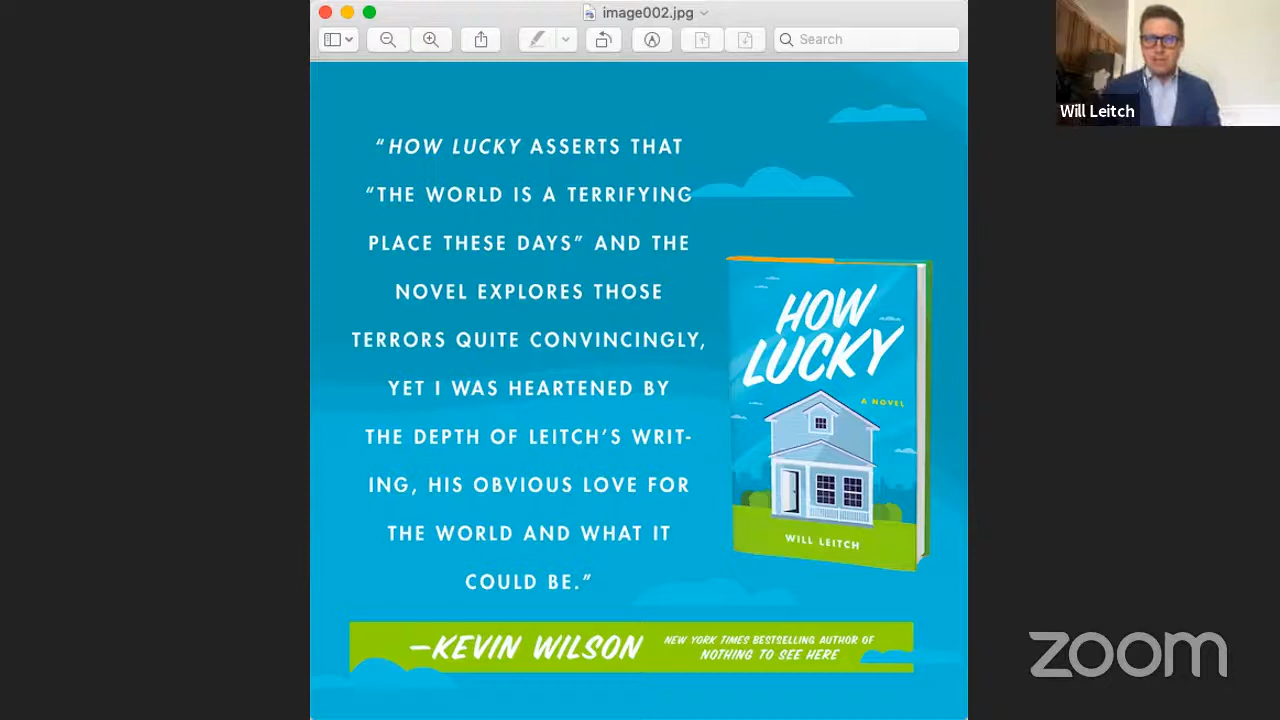 image002.jpg
Search
Will Leitch
“HOW LUCKY ASSERTS THAT
“THE WORLD IS A TERRIFYING
PLACE THESE DAYS” AND THE
NOVEL EXPLORES THOSE
TERRORS QUITE CONVINCINGLY,
YET I WAS HEARTENED BY
THE DEPTH OF LEITCH’S WRIT-
ING, HIS OBVIOUS LOVE FOR
THE WORLD AND WHAT IT
COULD BE.”
HOW
LUCKY
A NOVEL
WILL LEITCH
—KEVIN WILSON
NEW YORK TIMES BESTSELLING AUTHOR OF
NOTHING TO SEE HERE
zoom